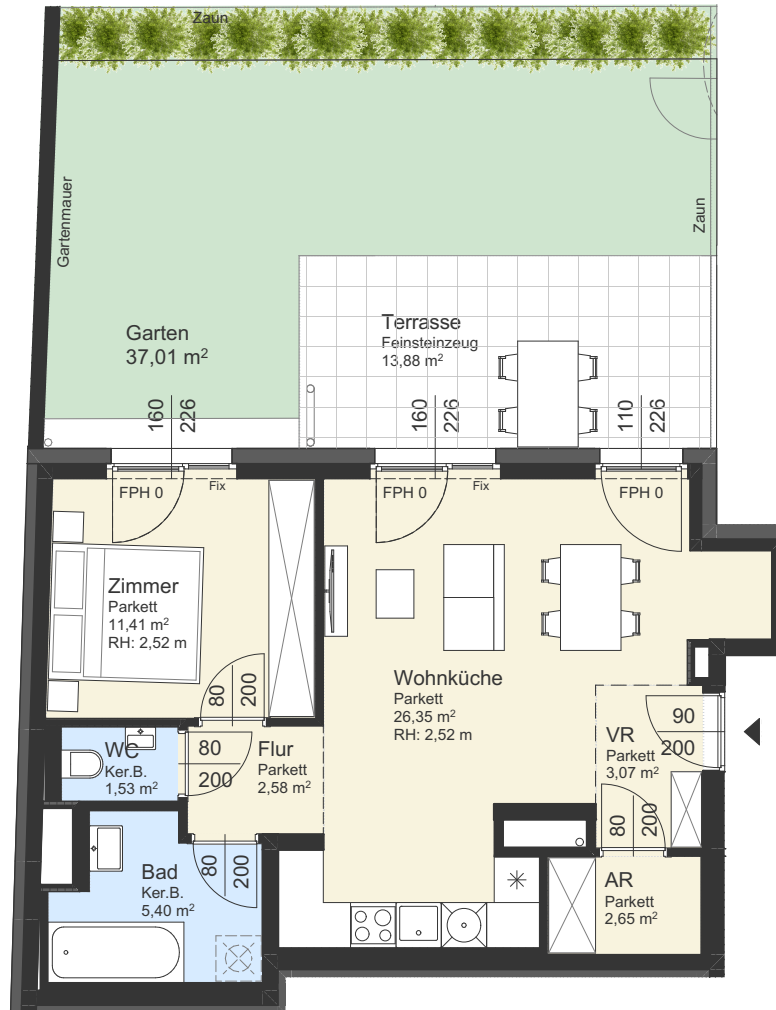 Zaun
Gartenmauer
Zaun
Garten
37,01 m²
Terrasse
Feinsteinzeug
13,88 m²
160
226
160
226
110
226
FPH 0
Fix
FPH 0
Fix
FPH 0
Zimmer
Parkett
11,41 m²
RH: 2,52 m
80
200
Wohnküche
Parkett
26,35 m²
RH: 2,52 m
WC
Ker.B.
1,53 m²
80
200
Flur
Parkett
2,58 m²
VR
Parkett
3,07 m²
90
200
80
200
Bad
Ker.B.
5,40 m²
80
200
AR
Parkett
2,65 m²